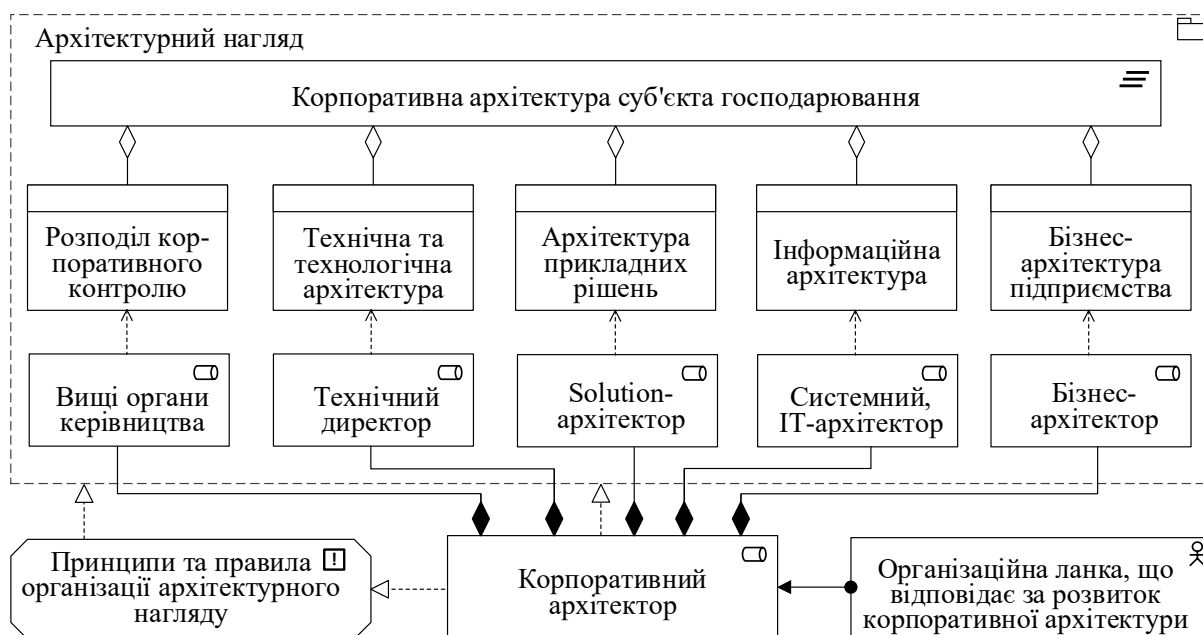 Архітектурний нагляд
Корпоративна архітектура суб'єкта господарювання
Розподіл кор-
поративного
контролю
Технічна та
технологічна
архітектура
Архітектура
прикладних
рішень
Інформаційна
архітектура
Бізнес-
архітектура
підприємства
Вищі органи
керівництва
Технічний
директор
Solution-
архітектор
Системний,
ІТ-архітектор
Бізнес-
архітектор
Принципи та правила
організації архітектурного
нагляду
Корпоративний
архітектор
Організаційна ланка, що
відповідає за розвиток
корпоративної архітектури